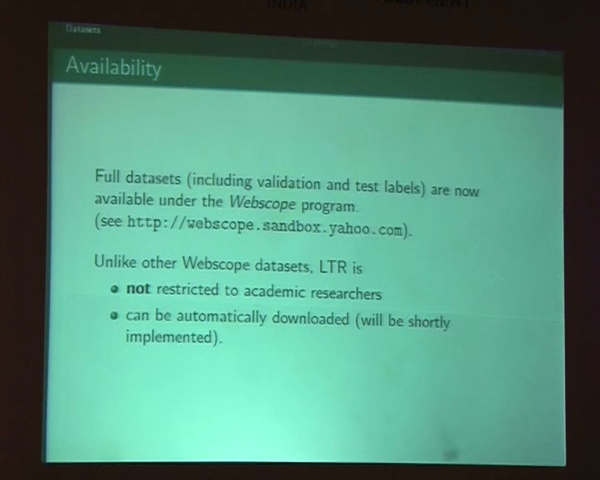 INDIA
Datasets
Availability
Full datasets (including validation and test labels) are now
available under the Webscope program.
(see http://webscope.sandbox.yahoo.com).
Unlike other Webscope datasets, LTR is
not restricted to academic researchers
can be automatically downloaded (will be shortly
implemented).